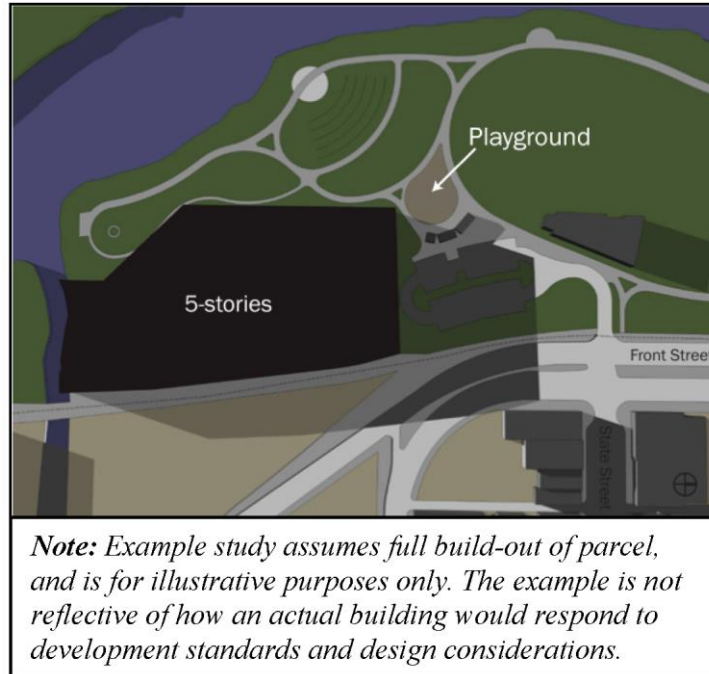 Playground
5-stories
Front Street
State Street
Note: Example study assumes full build-out of parcel,
and is for illustrative purposes only. The example is not
reflective of how an actual building would respond to
development standards and design considerations.